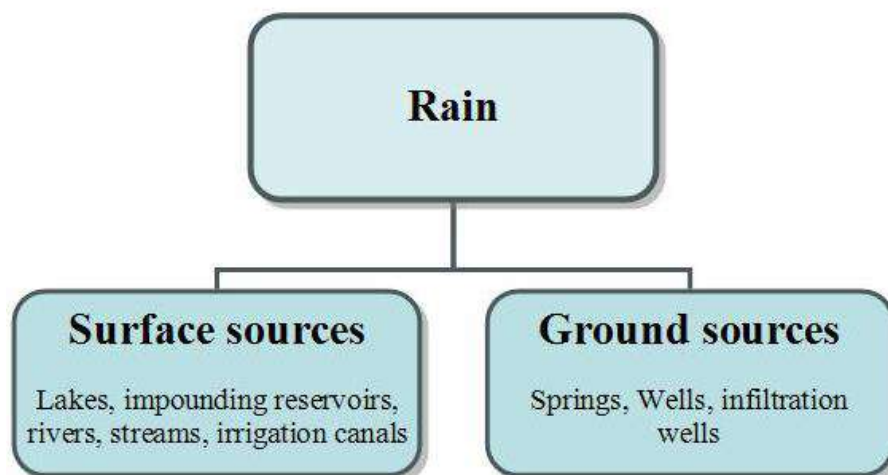 Rain
Surface sources
Lakes, impounding reservoirs,
rivers, streams, irrigation canals
Ground sources
Springs, Wells, infiltration
wells